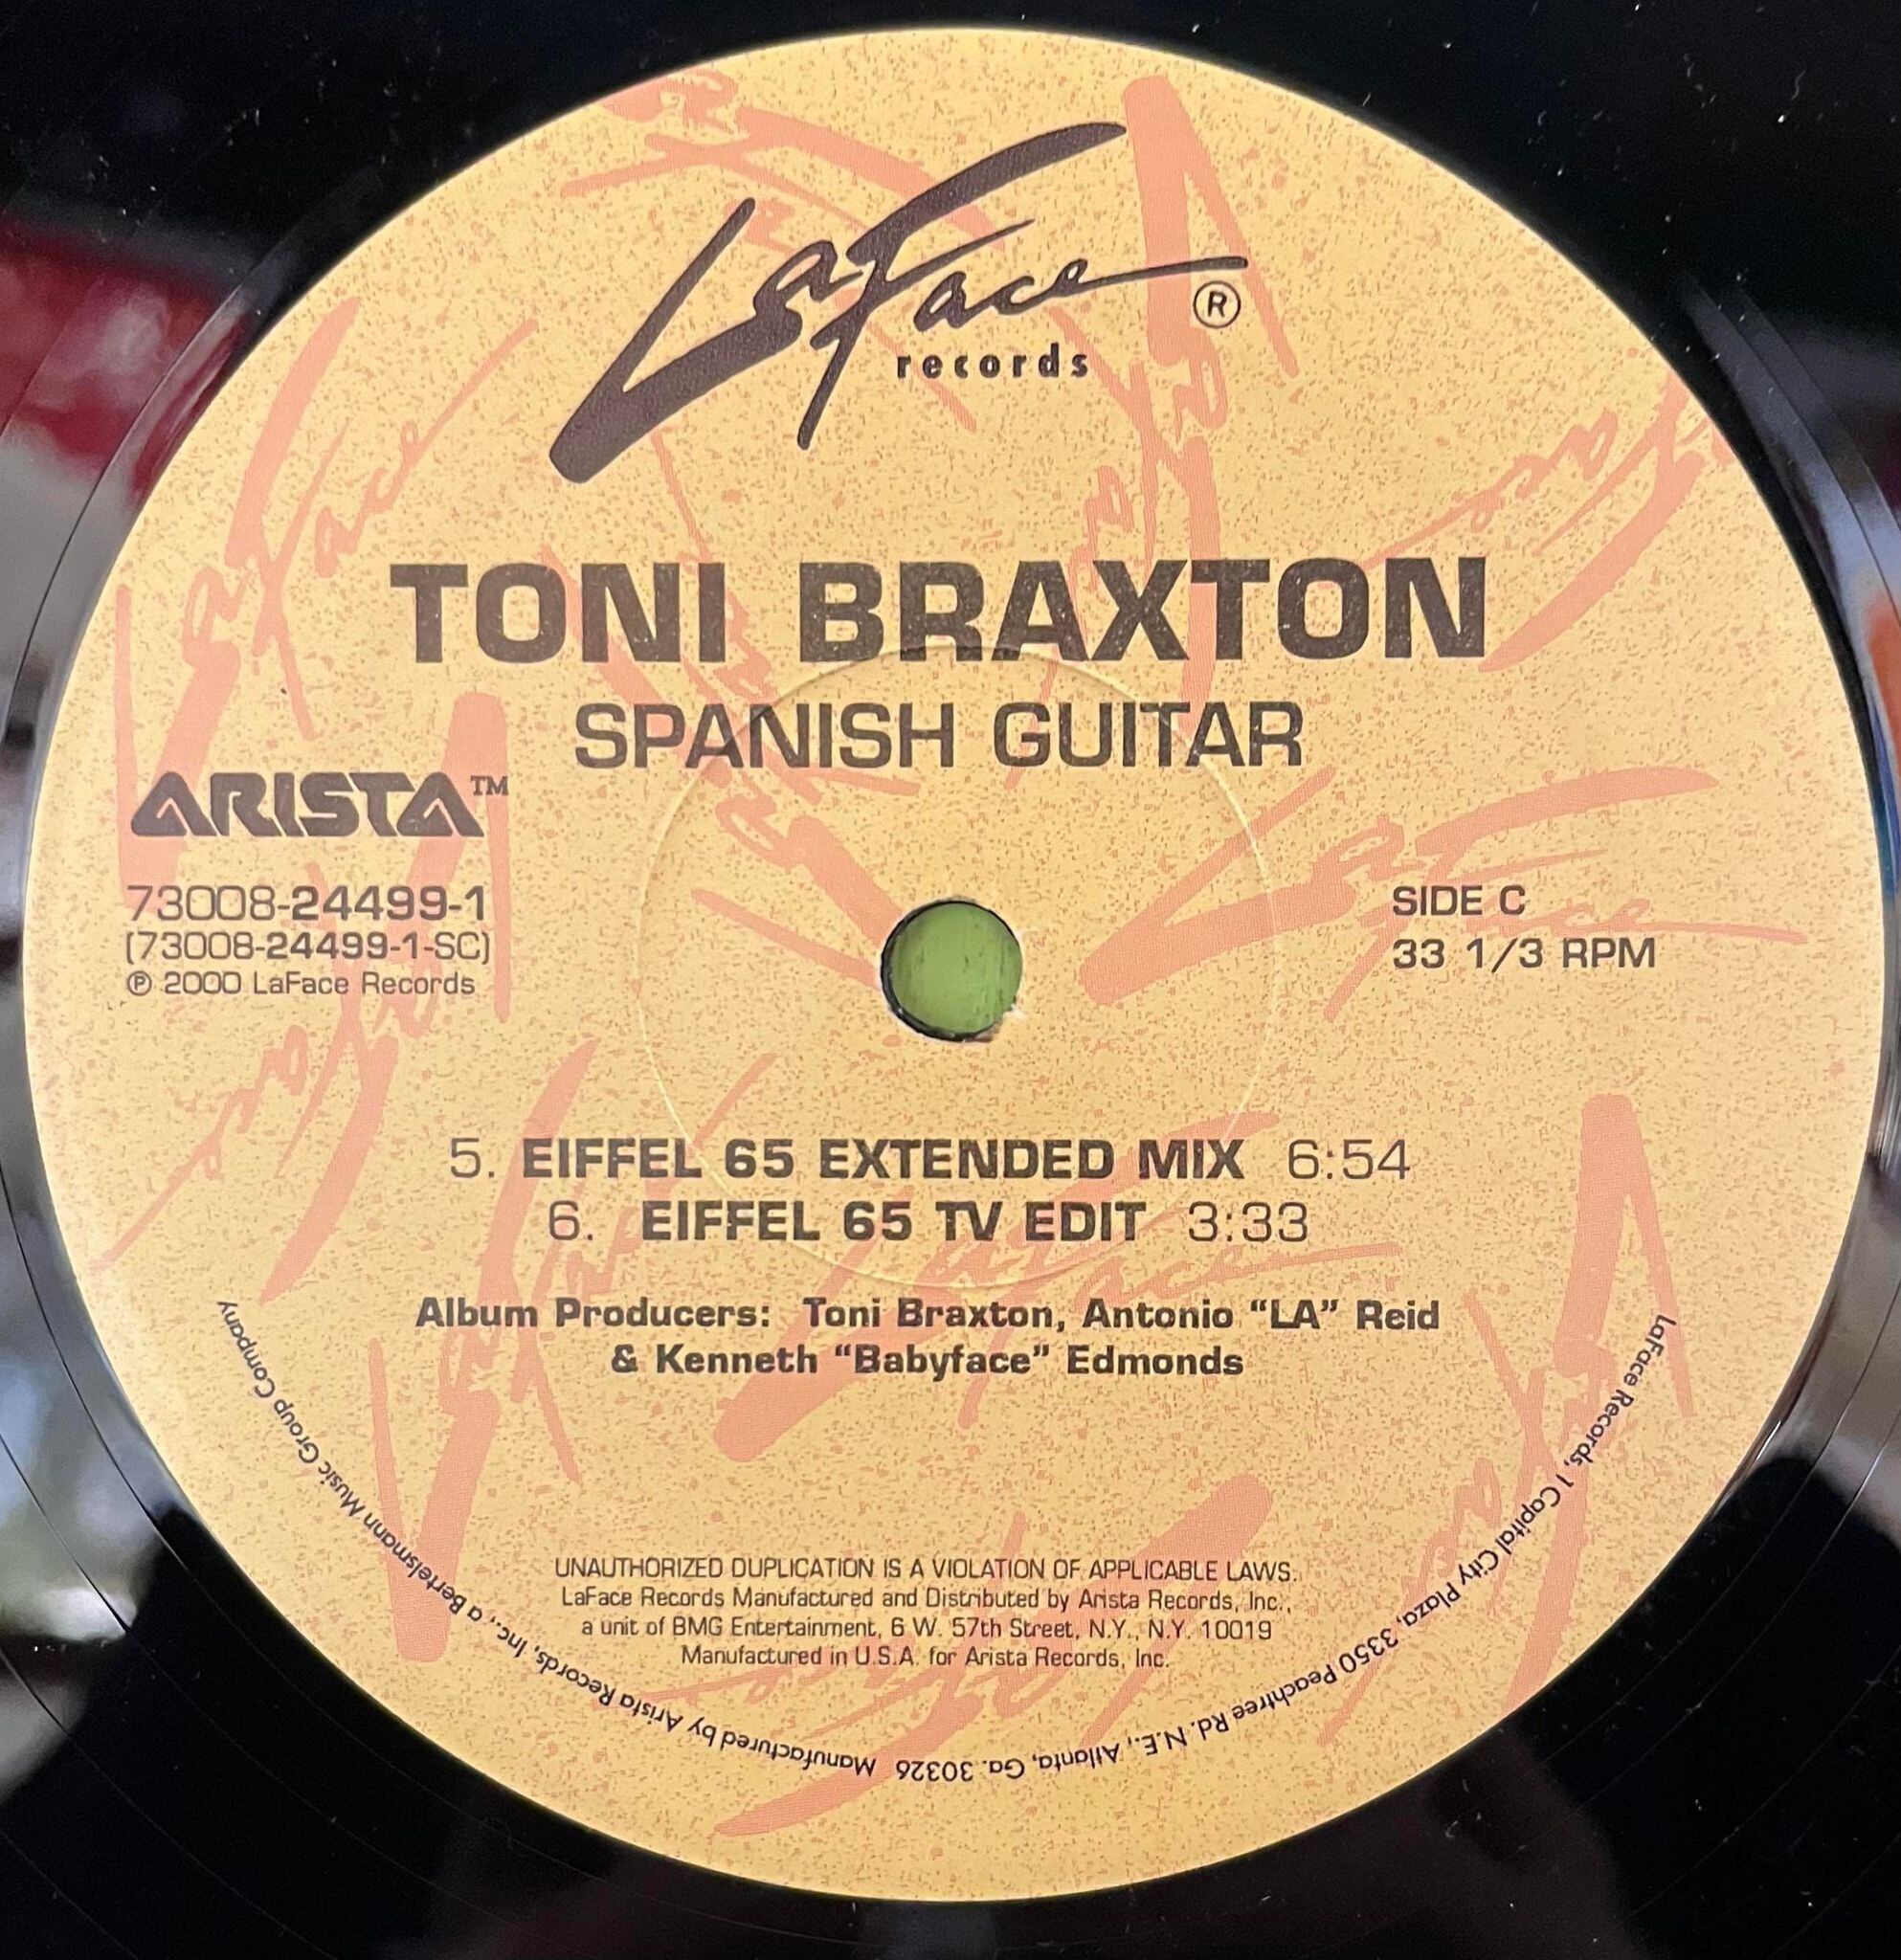 LaFace
®
records
TONI BRAXTON
SPANISH GUITAR
ARISTA™
73008-24499-1
(73008-24499-1-SC)
℗ 2000 LaFace Records
SIDE C
33 1/3 RPM
5. EIFFEL 65 EXTENDED MIX 6:54
6. EIFFEL 65 TV EDIT 3:33
Album Producers: Toni Braxton, Antonio “LA” Reid
& Kenneth “Babyface” Edmonds
UNAUTHORIZED DUPLICATION IS A VIOLATION OF APPLICABLE LAWS.
LaFace Records Manufactured and Distributed by Arista Records, Inc.,
a unit of BMG Entertainment, 6 W. 57th Street, N.Y., N.Y. 10019
Manufactured in U.S.A. for Arista Records, Inc.
LaFace Records, 1 Capital City Plaza, 3350 Peachtree Rd. N.E., Atlanta, Ga. 30326 Manufactured by Arista Records, Inc., a Bertelsmann Music Group Company